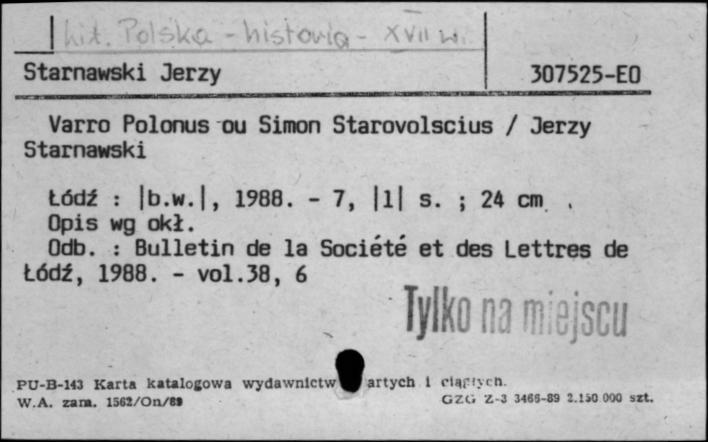 lit. Polska - historia - XVII w.
Starnawski Jerzy 307525-EO
Varro Polonus ou Simon Starovolscius / Jerzy
Starnawski
Łódź : |b.w.|, 1988. - 7, |1| s. ; 24 cm .
Opis wg okł.
Odb. : Bulletin de la Société et des Lettres de
Łódź, 1988. - vol.38, 6
Tylko na miejscu
PU-B-143 Karta katalogowa wydawnictw artych i ciągłych.
W.A. zam. 1562/On/89 GZG Z-3 3466-89 2.150 000 szt.